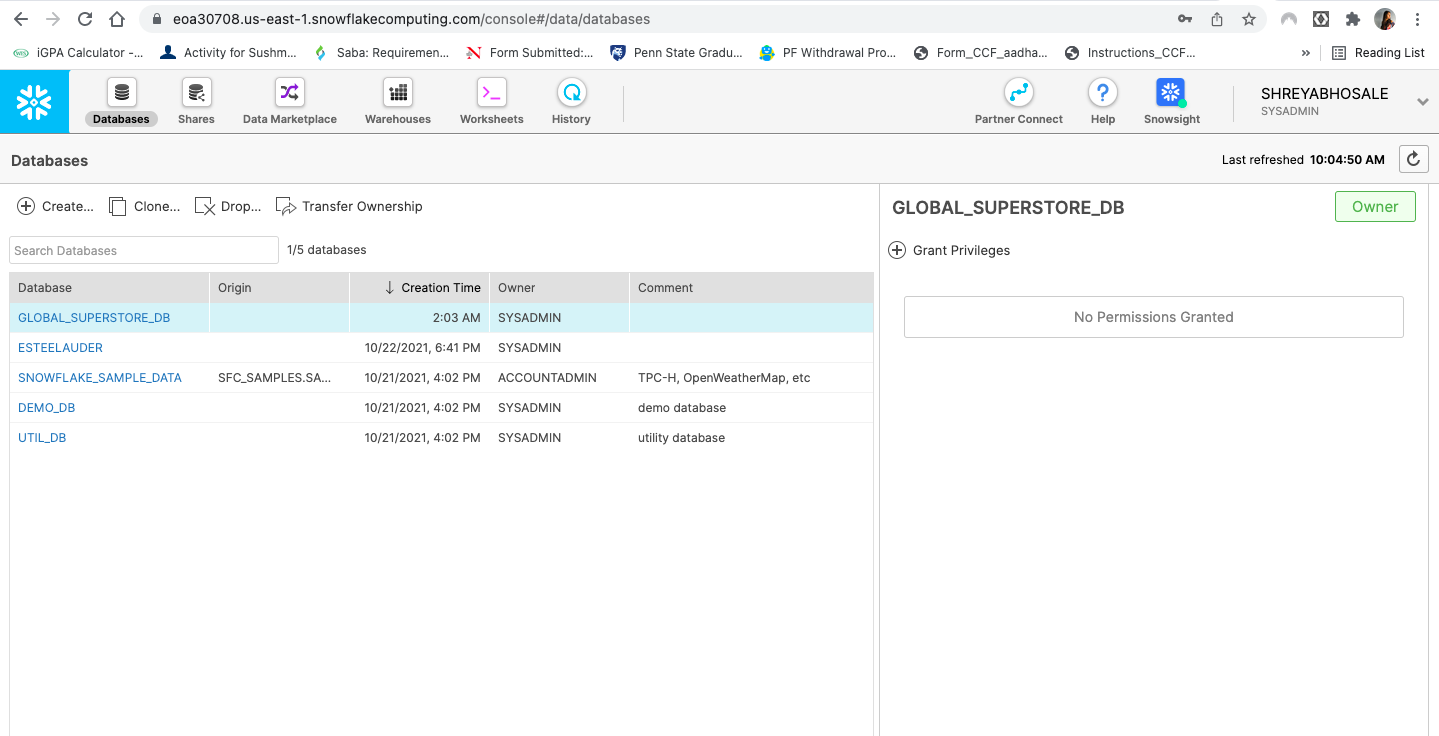 eoa30708.us-east-1.snowflakecomputing.com/console#/data/databases
iGPA Calculator -... Activity for Sushm... Saba: Requiremen... Form Submitted:... Penn State Gradu... PF Withdrawal Pro... Form_CCF_aadha... Instructions_CCF... » Reading List
Databases Shares Data Marketplace Warehouses Worksheets History Partner Connect Help Snowsight
SHREYABHOSALE
SYSADMIN
Databases
Last refreshed 10:04:50 AM
Create... Clone... Drop... Transfer Ownership
Search Databases 1/5 databases
Database Origin ↓ Creation Time Owner Comment
GLOBAL_SUPERSTORE_DB 2:03 AM SYSADMIN
ESTEELAUDER 10/22/2021, 6:41 PM SYSADMIN
SNOWFLAKE_SAMPLE_DATA SFC_SAMPLES.SA... 10/21/2021, 4:02 PM ACCOUNTADMIN TPC-H, OpenWeatherMap, etc
DEMO_DB 10/21/2021, 4:02 PM SYSADMIN demo database
UTIL_DB 10/21/2021, 4:02 PM SYSADMIN utility database
GLOBAL_SUPERSTORE_DB Owner
Grant Privileges
No Permissions Granted